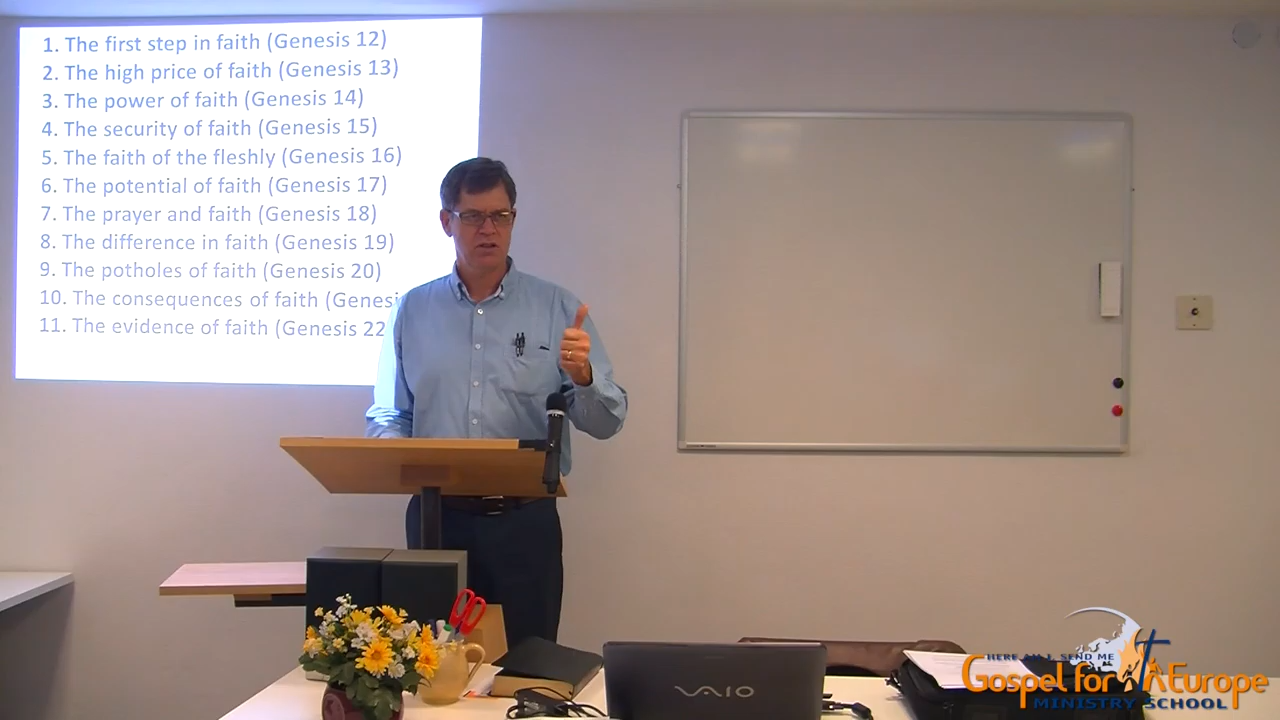 1. The first step in faith (Genesis 12)
2. The high price of faith (Genesis 13)
3. The power of faith (Genesis 14)
4. The security of faith (Genesis 15)
5. The faith of the fleshly (Genesis 16)
6. The potential of faith (Genesis 17)
7. The prayer and faith (Genesis 18)
8. The difference in faith (Genesis 19)
9. The potholes of faith (Genesis 20)
10. The consequences of faith (Genesi
11. The evidence of faith (Genesis 22
VAIO
HERE AM I, SEND ME
Gospel for Europe
MINISTRY SCHOOL